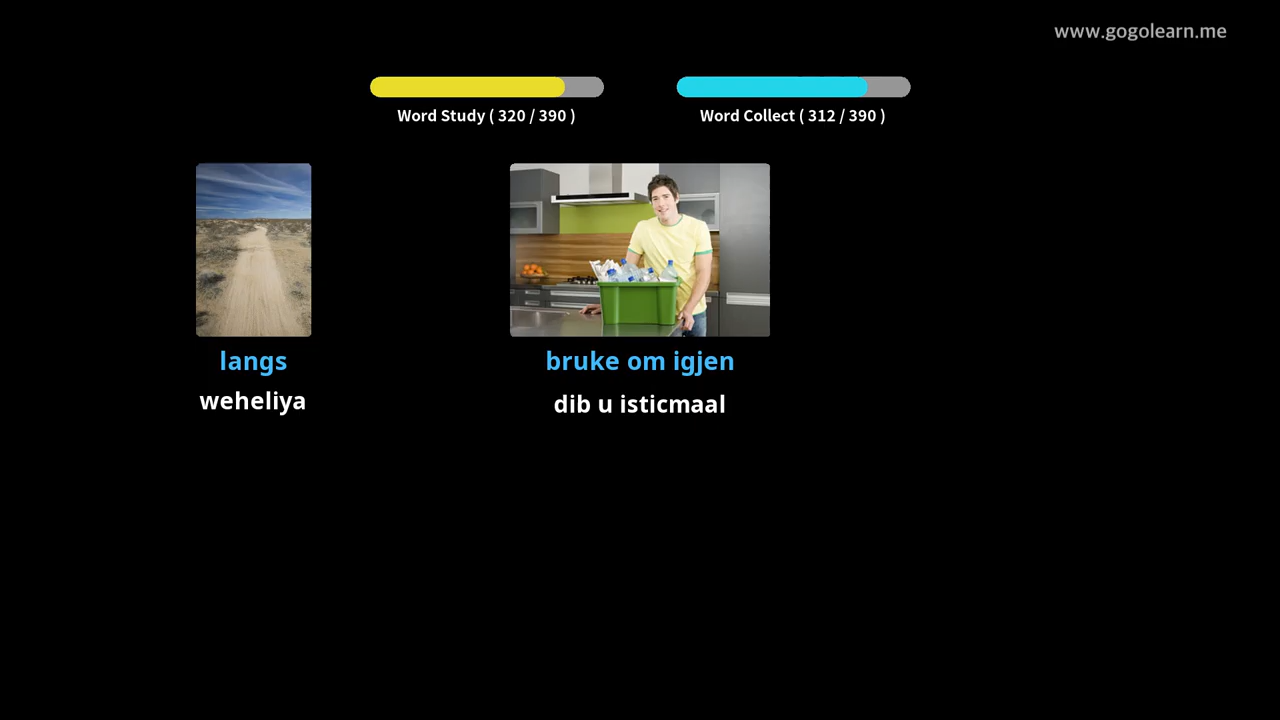 www.gogolearn.me
Word Study ( 320 / 390 )
Word Collect ( 312 / 390 )
langs
weheliya
bruke om igjen
dib u isticmaal